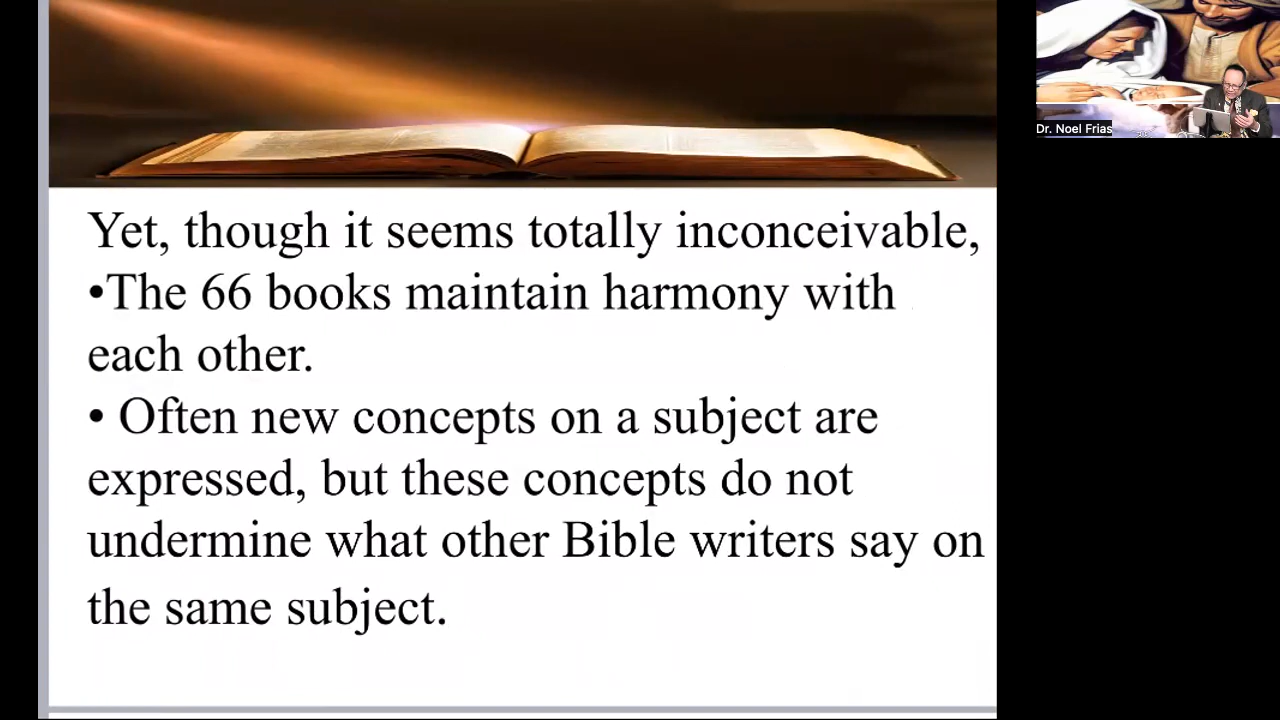 Yet, though it seems totally inconceivable,
•The 66 books maintain harmony with
each other.
• Often new concepts on a subject are
expressed, but these concepts do not
undermine what other Bible writers say on
the same subject.
Dr. Noel Frias